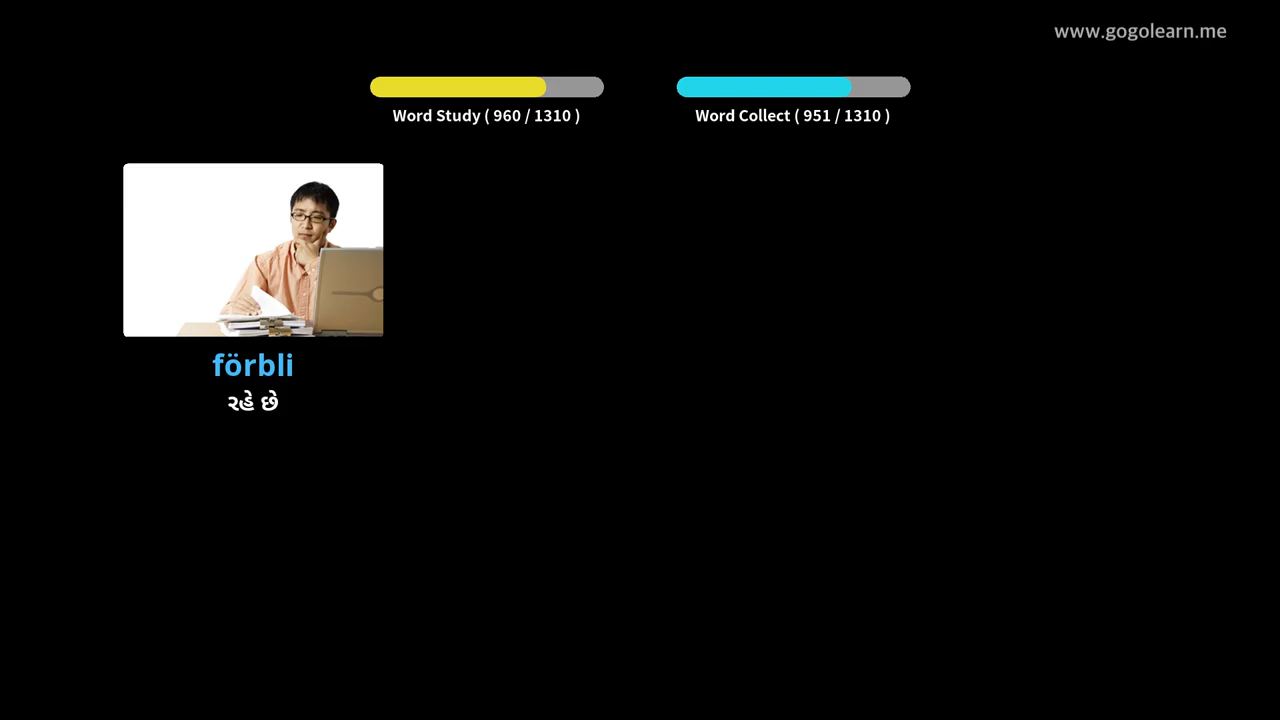 www.gogolearn.me
Word Study ( 960 / 1310 )
Word Collect ( 951 / 1310 )
förbli
રહે છે